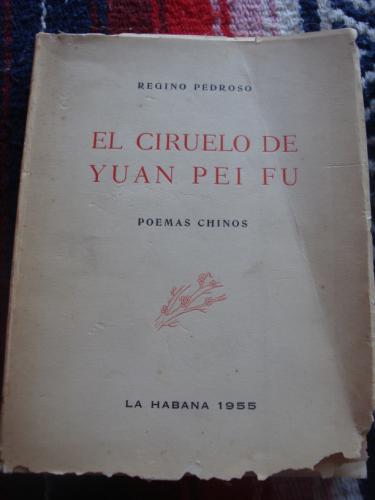 REGINO PEDROSO
EL CIRUELO DE
YUAN PEI FU
POEMAS CHINOS
LA HABANA 1955